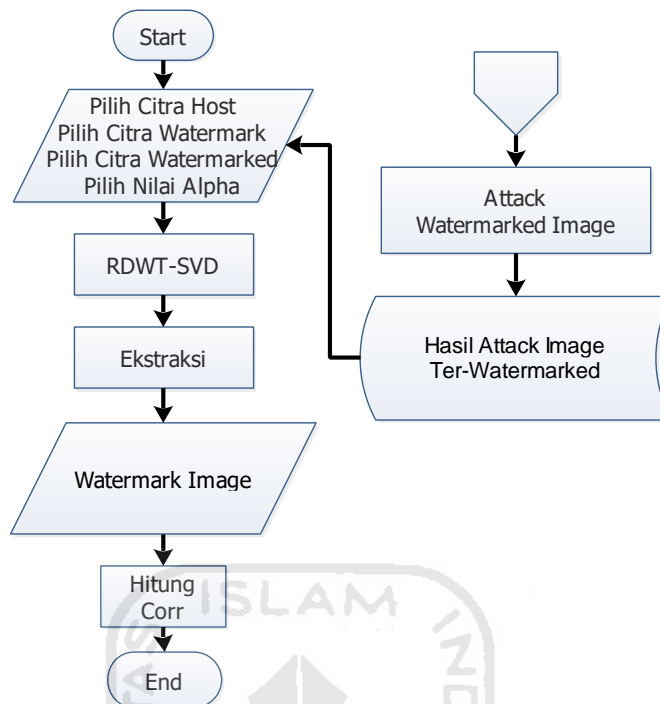 Start
Pilih Citra Host
Pilih Citra Watermark
Pilih Citra Watermarked
Pilih Nilai Alpha
RDWT-SVD
Ekstraksi
Watermark Image
Hitung
Corr
End
Attack
Watermarked Image
Hasil Attack Image
Ter-Watermarked
ISLAM